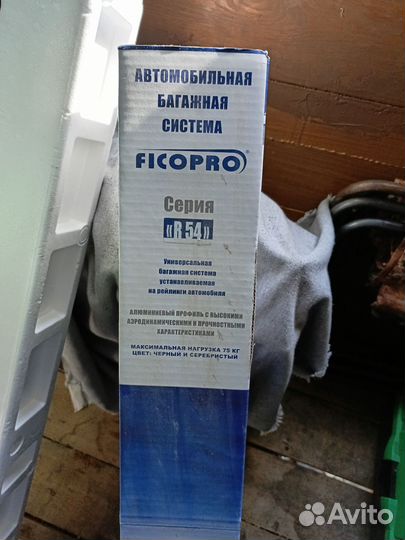 АВТОМОБИЛЬНАЯ
БАГАЖНАЯ
СИСТЕМА
FICOPRO®
Серия
«R 54»
Универсальная
багажная система
устанавливаемая
на рейлинги автомобиля
АЛЮМИНИЕВЫЙ ПРОФИЛЬ С ВЫСОКИМИ
АЭРОДИНАМИЧЕСКИМИ И ПРОЧНОСТНЫМИ
ХАРАКТЕРИСТИКАМИ
МАКСИМАЛЬНАЯ НАГРУЗКА 75 КГ
ЦВЕТ: ЧЕРНЫЙ И СЕРЕБРИСТЫЙ
Avito